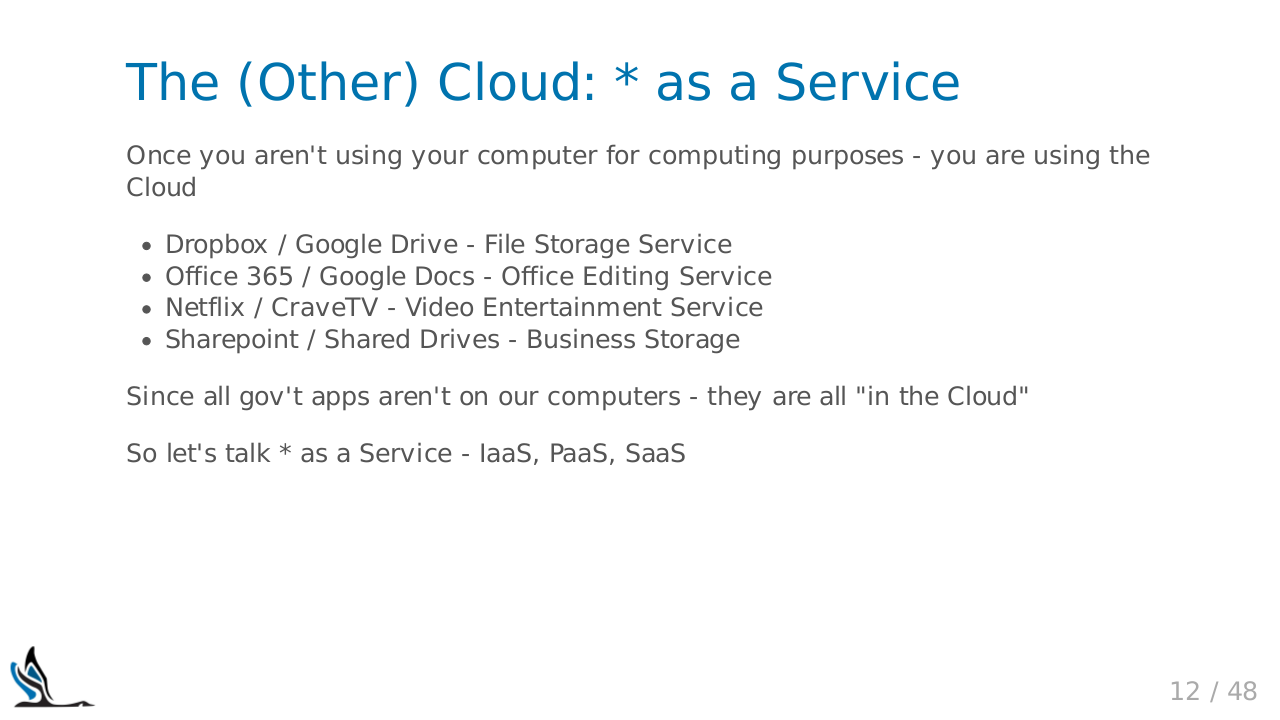 The (Other) Cloud: * as a Service
Once you aren't using your computer for computing purposes - you are using the
Cloud
• Dropbox / Google Drive - File Storage Service
• Office 365 / Google Docs - Office Editing Service
• Netflix / CraveTV - Video Entertainment Service
• Sharepoint / Shared Drives - Business Storage
Since all gov't apps aren't on our computers - they are all "in the Cloud"
So let's talk * as a Service - IaaS, PaaS, SaaS
12 / 48